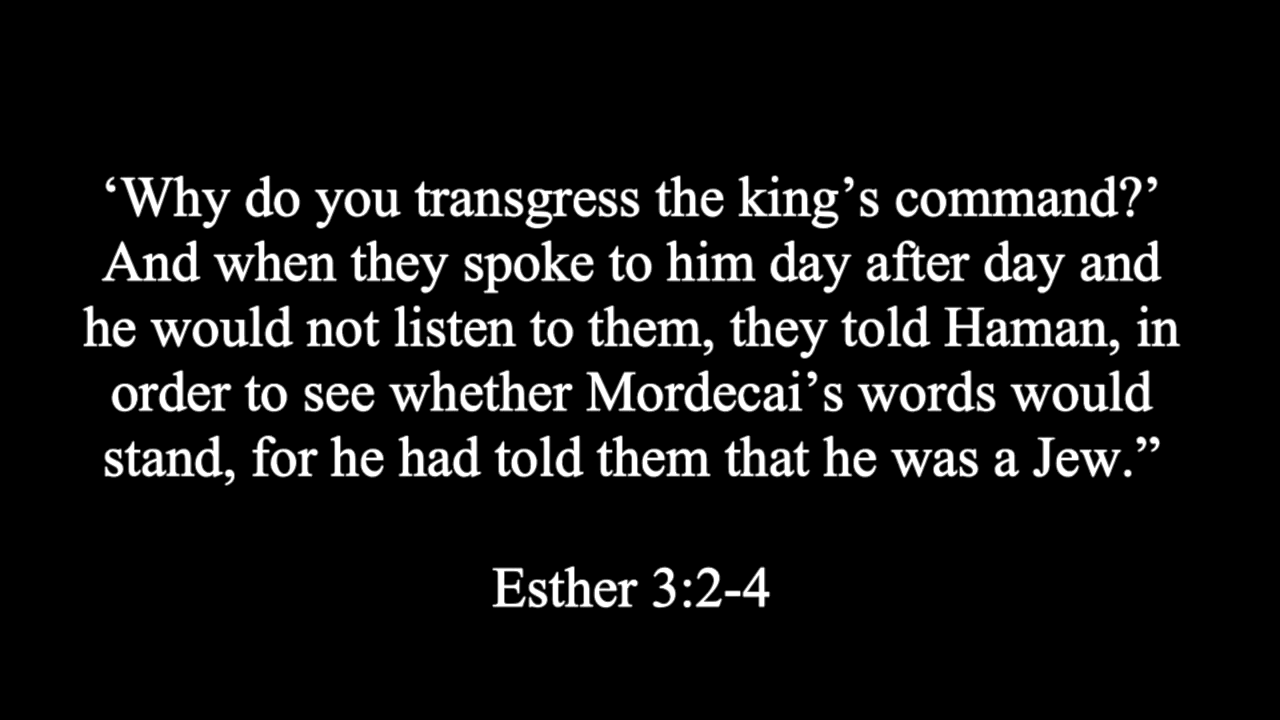 ‘Why do you transgress the king’s command?’
And when they spoke to him day after day and
he would not listen to them, they told Haman, in
order to see whether Mordecai’s words would
stand, for he had told them that he was a Jew.”
Esther 3:2-4